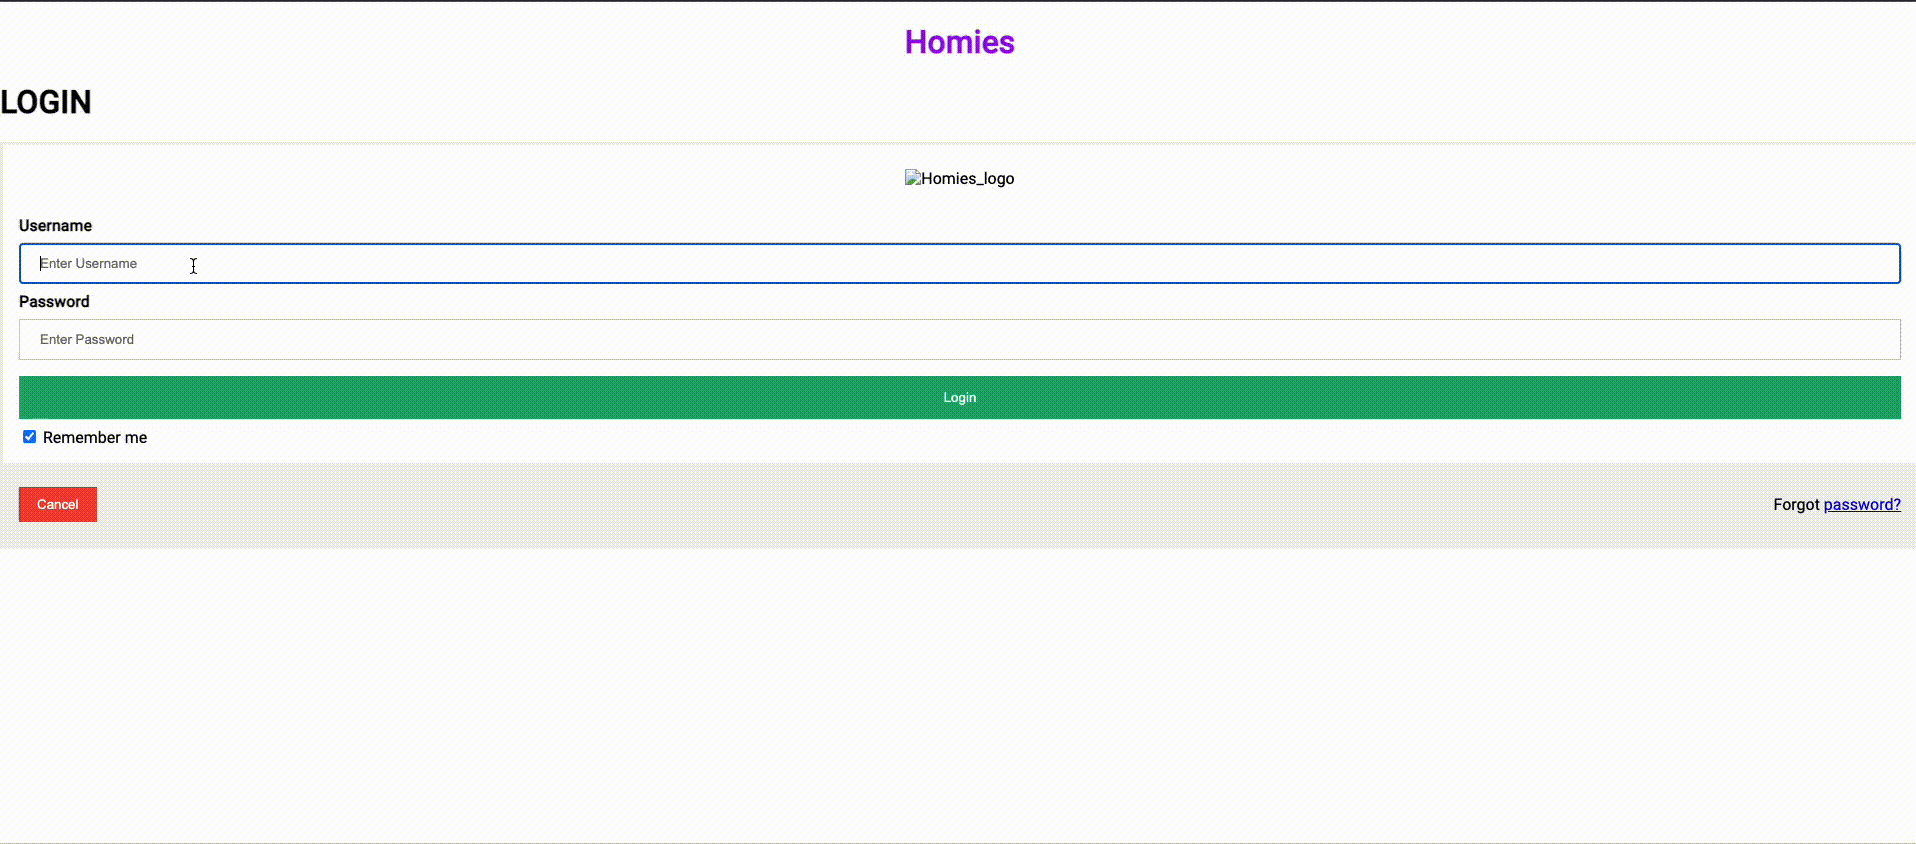 Homies
LOGIN
Homies_logo
Username
Enter Username
Password
Enter Password
Login
Remember me
Cancel
Forgot password?